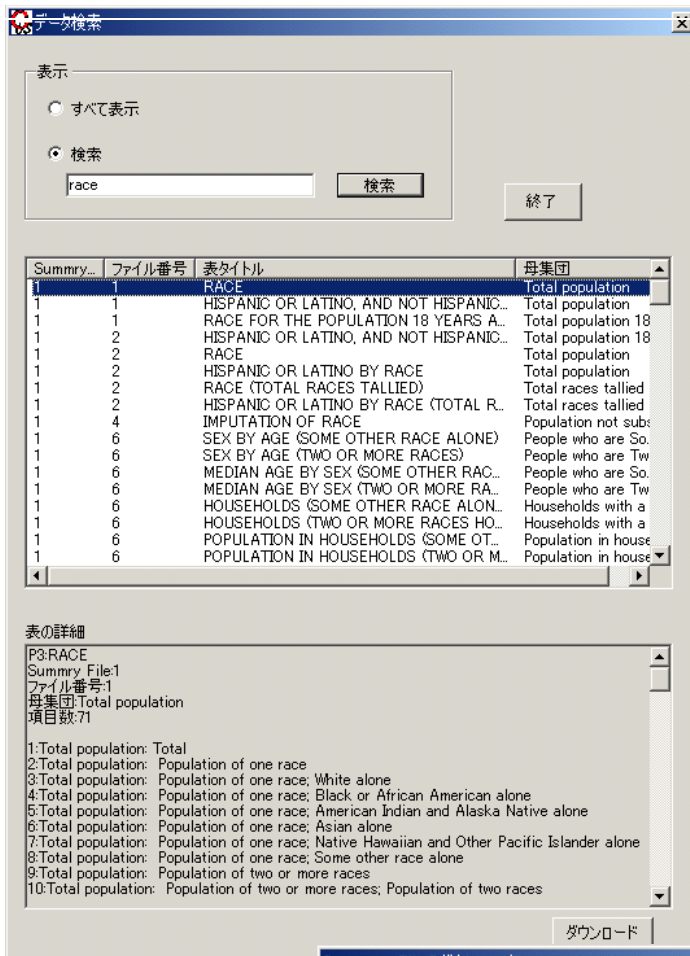 データ検索
表示
すべて表示
検索
race 検索
終了
Summry... ファイル番号 表タイトル 母集団
1 1 RACE Total population
1 1 HISPANIC OR LATINO, AND NOT HISPANIC... Total population
1 1 RACE FOR THE POPULATION 18 YEARS A... Total population 18
1 2 HISPANIC OR LATINO, AND NOT HISPANIC... Total population 18
1 2 RACE Total population
1 2 HISPANIC OR LATINO BY RACE Total population
1 2 RACE (TOTAL RACES TALLIED) Total races tallied
1 2 HISPANIC OR LATINO BY RACE (TOTAL R... Total races tallied
1 4 IMPUTATION OF RACE Population not subs
1 6 SEX BY AGE (SOME OTHER RACE ALONE) People who are So.
1 6 SEX BY AGE (TWO OR MORE RACES) People who are Tw
1 6 MEDIAN AGE BY SEX (SOME OTHER RAC... People who are So.
1 6 MEDIAN AGE BY SEX (TWO OR MORE RA... People who are Tw
1 6 HOUSEHOLDS (SOME OTHER RACE ALON... Households with a
1 6 HOUSEHOLDS (TWO OR MORE RACES HO... Households with a
1 6 POPULATION IN HOUSEHOLDS (SOME OT... Population in house
1 6 POPULATION IN HOUSEHOLDS (TWO OR M... Population in house
表の詳細
P3:RACE
Summry File:1
ファイル番号:1
母集団:Total population
項目数:71
1:Total population: Total
2:Total population: Population of one race
3:Total population: Population of one race; White alone
4:Total population: Population of one race; Black or African American alone
5:Total population: Population of one race; American Indian and Alaska Native alone
6:Total population: Population of one race; Asian alone
7:Total population: Population of one race; Native Hawaiian and Other Pacific Islander alone
8:Total population: Population of one race; Some other race alone
9:Total population: Population of two or more races
10:Total population: Population of two or more races; Population of two races
ダウンロード